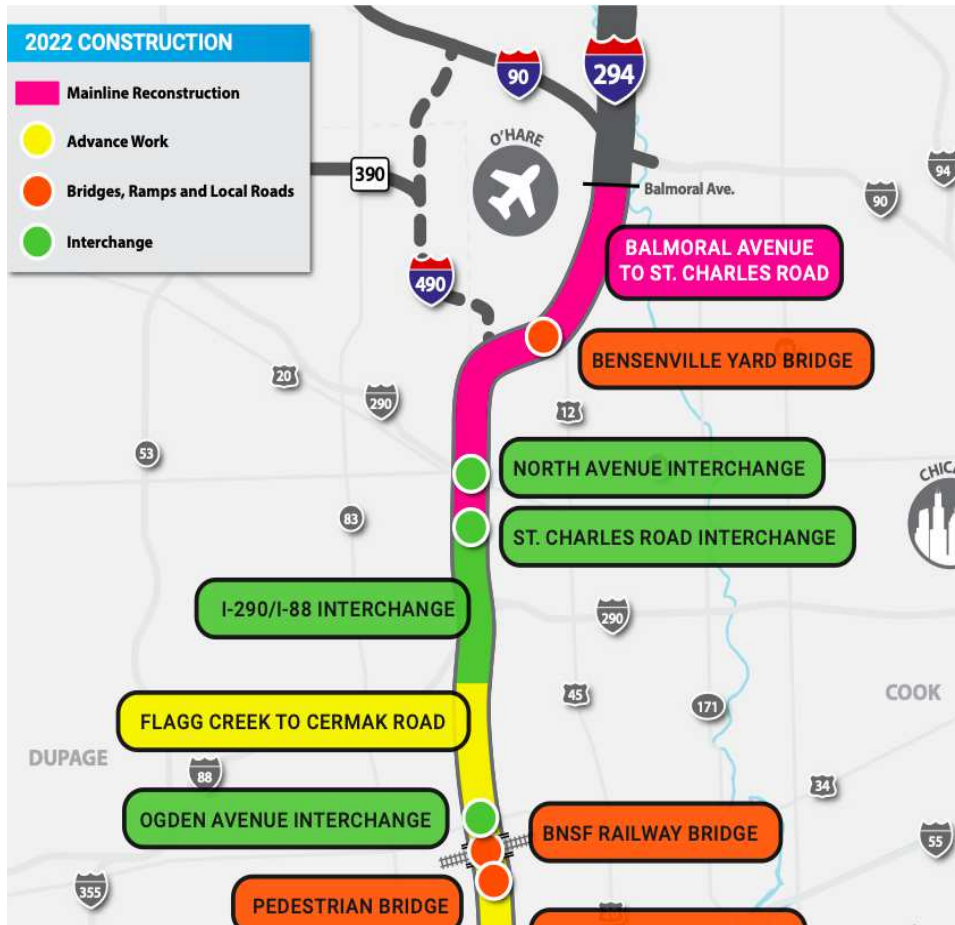 2022 CONSTRUCTION
Mainline Reconstruction
Advance Work
Bridges, Ramps and Local Roads
Interchange
90
294
O'HARE
390
94
90
Balmoral Ave.
490
BALMORAL AVENUE
TO ST. CHARLES ROAD
BENSENVILLE YARD BRIDGE
20
290
12
53
NORTH AVENUE INTERCHANGE
83
ST. CHARLES ROAD INTERCHANGE
I-290/I-88 INTERCHANGE
290
45
171
COOK
FLAGG CREEK TO CERMAK ROAD
DUPAGE
88
34
OGDEN AVENUE INTERCHANGE
BNSF RAILWAY BRIDGE
55
355
PEDESTRIAN BRIDGE